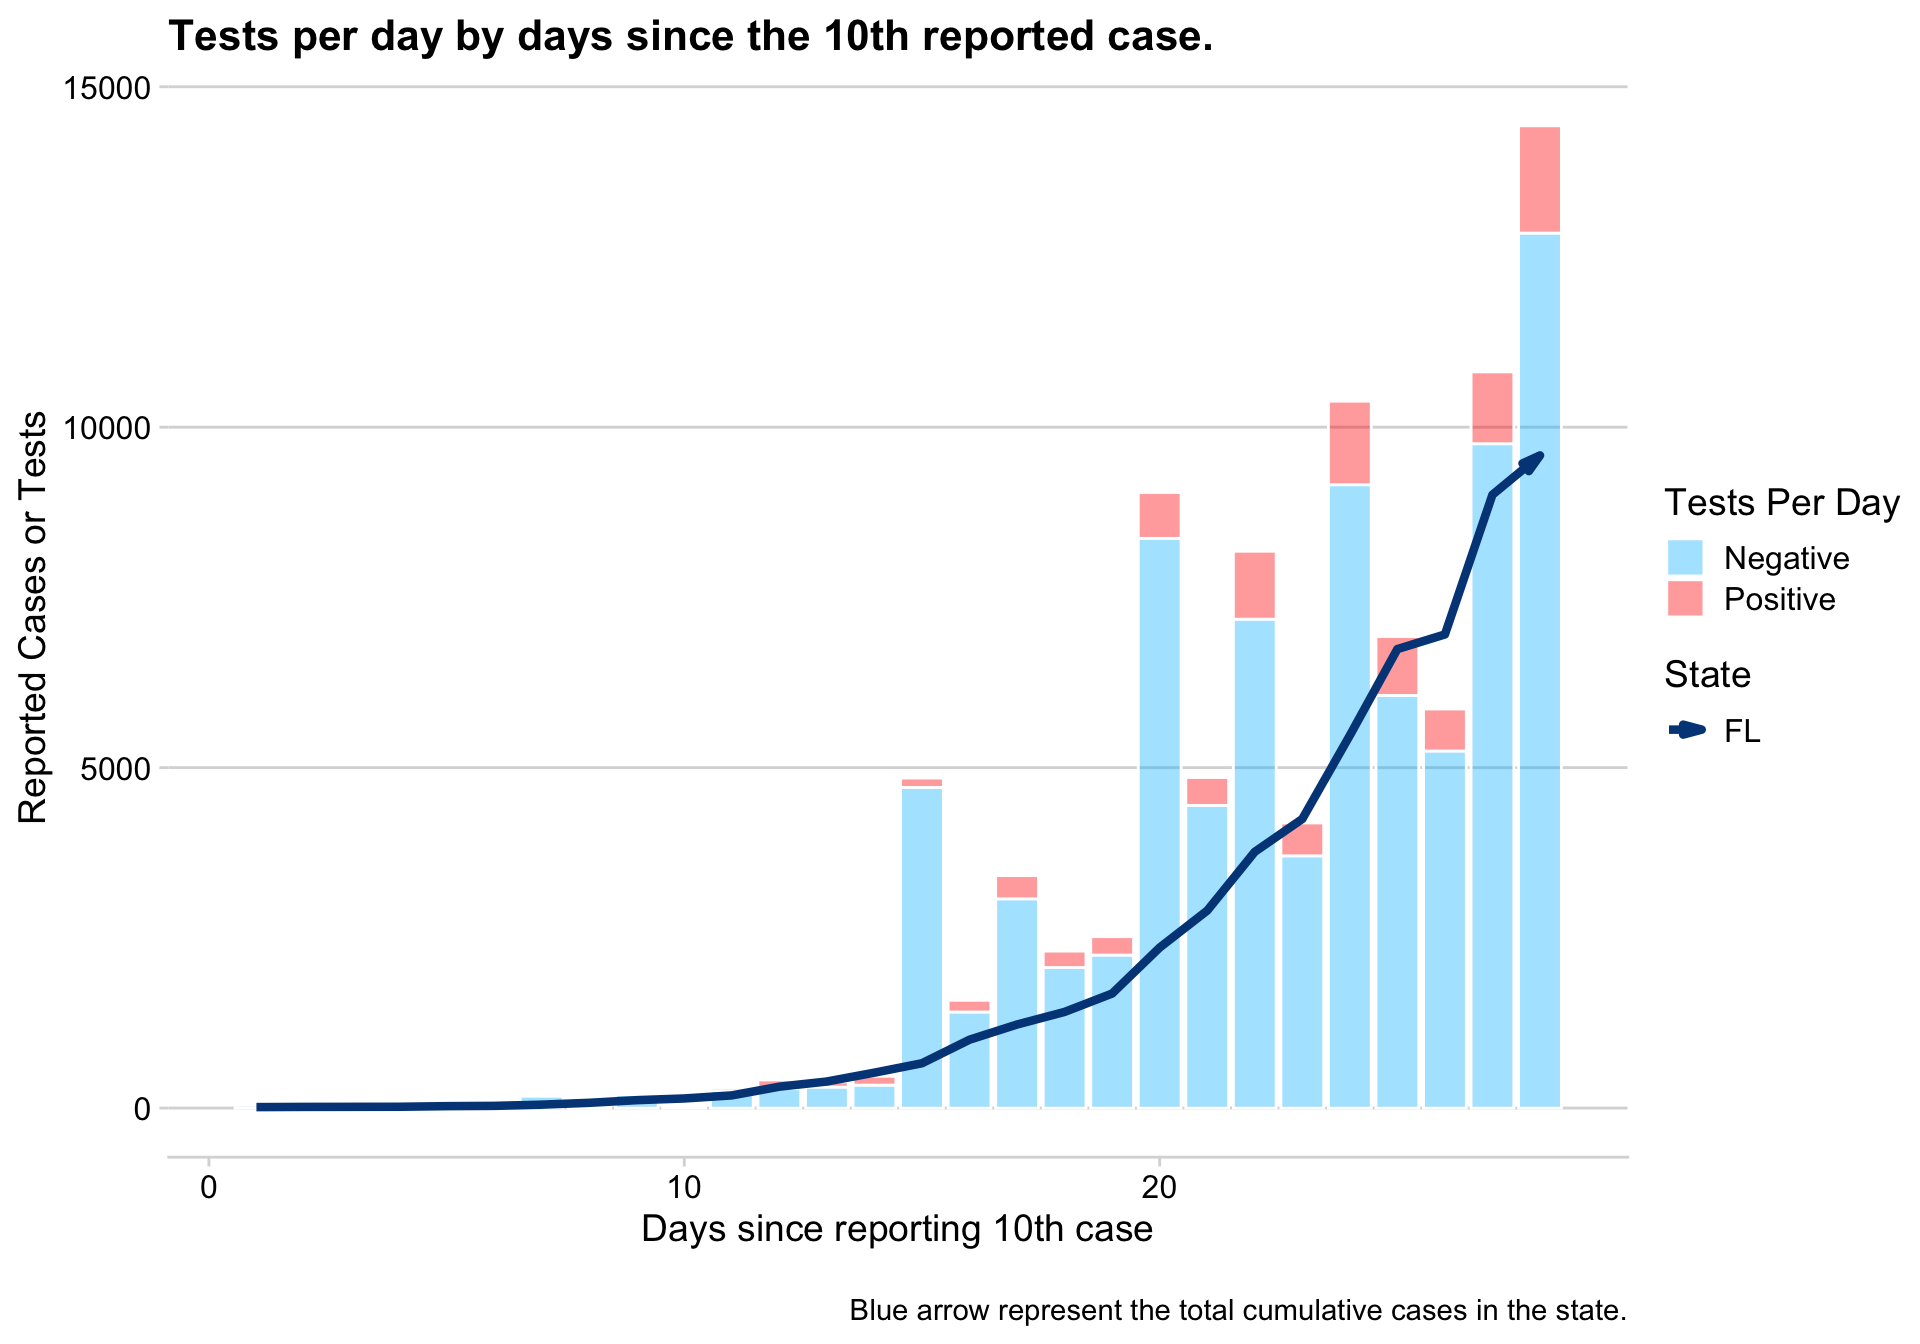 Tests per day by days since the 10th reported case.
15000
10000
5000
0
Reported Cases or Tests
0 10 20
Days since reporting 10th case
Tests Per Day
Negative
Positive
State
FL
Blue arrow represent the total cumulative cases in the state.